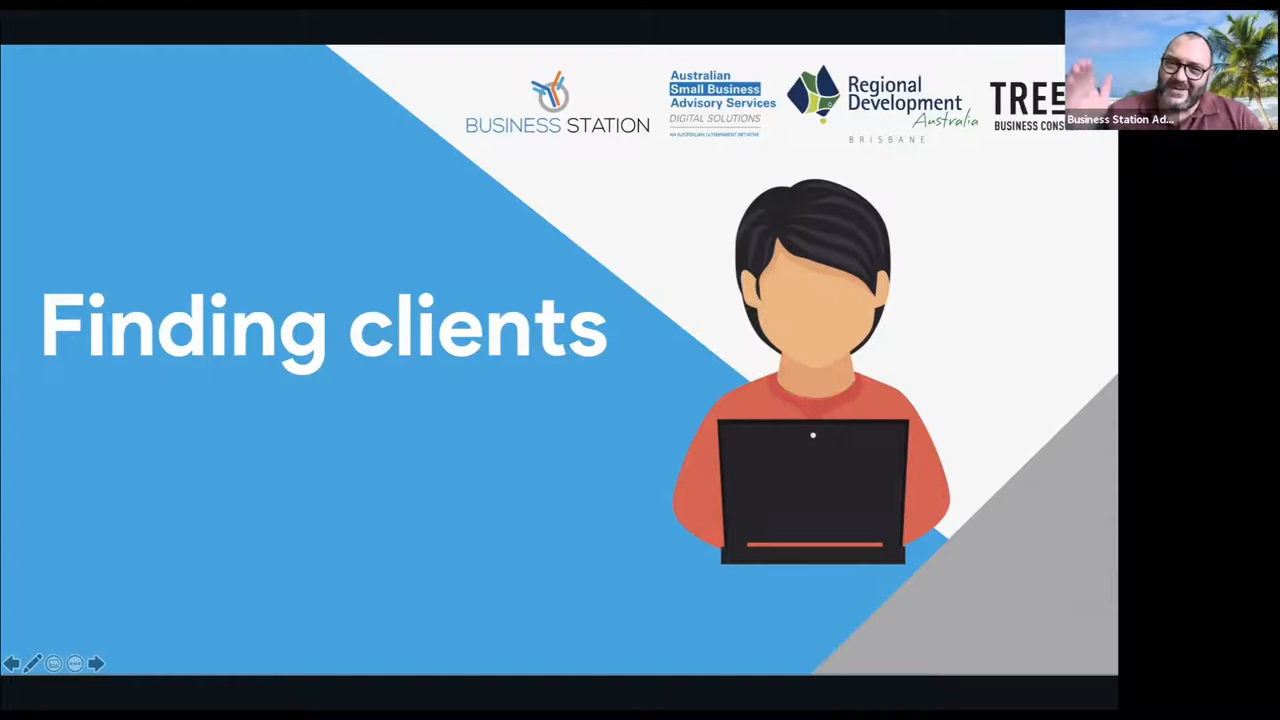 BUSINESS STATION
Australian
Small Business
Advisory Services
DIGITAL SOLUTIONS
AN AUSTRALIAN GOVERNMENT INITIATIVE
Regional
Development
Australia
BRISBANE
TREE
BUSINESS CONS
Business Station Ad...
Finding clients